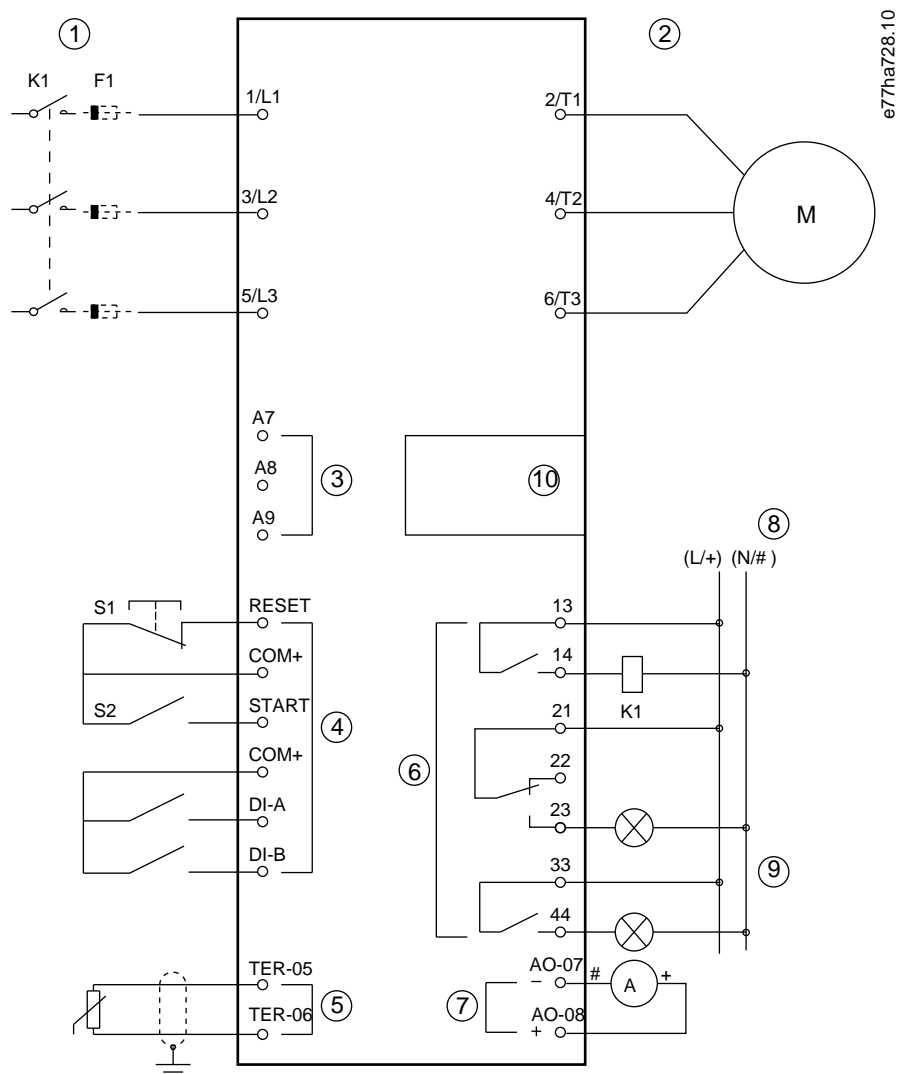 1
2
e77ha728.10
K1
F1
1/L1
2/T1
3/L2
4/T2
M
5/L3
6/T3
A7
A8
3
10
A9
8
(L/+) (N/# )
S1
RESET
13
COM+
14
S2
START
K1
4
21
COM+
22
6
DI-A
23
DI-B
33
9
44
TER-05
AO-07
# A +
−
5
7
TER-06
AO-08
+